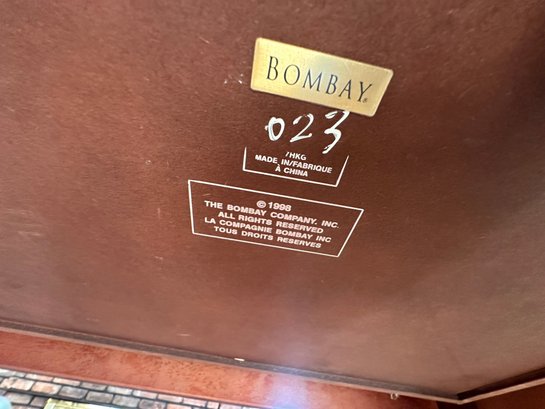 BOMBAY®
023
7HKG
MADE IN/FABRIQUE
À CHINA
© 1998
THE BOMBAY COMPANY, INC.
ALL RIGHTS RESERVED
LA COMPAGNIE BOMBAY INC
TOUS DROITS RESERVES